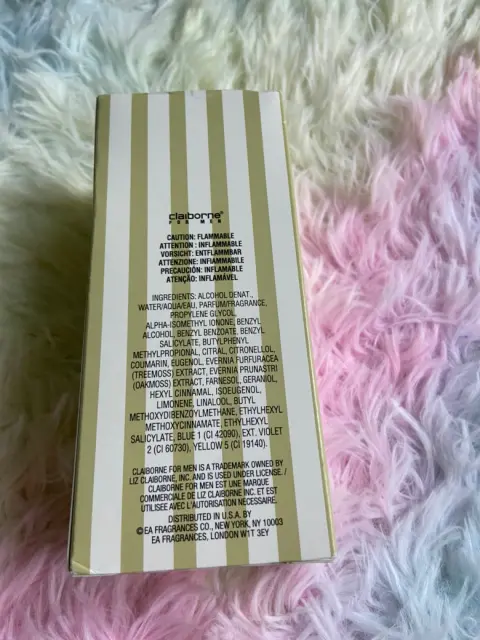 claiborne®
FOR MEN
CAUTION: FLAMMABLE
ATTENTION : INFLAMMABLE
VORSICHT: ENTFLAMMBAR
ATTENZIONE: INFIAMMABILE
PRECAUCIÓN: INFLAMABLE
ATENÇÃO: INFLAMÁVEL
INGREDIENTS: ALCOHOL DENAT.,
WATER/AQUA/EAU, PARFUM/FRAGRANCE,
PROPYLENE GLYCOL,
ALPHA-ISOMETHYL IONONE, BENZYL
ALCOHOL, BENZYL BENZOATE, BENZYL
SALICYLATE, BUTYLPHENYL
METHYLPROPIONAL, CITRAL, CITRONELLOL,
COUMARIN, EUGENOL, EVERNIA FURFURACEA
(TREEMOSS) EXTRACT, EVERNIA PRUNASTRI
(OAKMOSS) EXTRACT, FARNESOL, GERANIOL,
HEXYL CINNAMAL, ISOEUGENOL,
LIMONENE, LINALOOL, BUTYL
METHOXYDIBENZOYLMETHANE, ETHYLHEXYL
METHOXYCINNAMATE, ETHYLHEXYL
SALICYLATE, BLUE 1 (CI 42090), EXT. VIOLET
2 (CI 60730), YELLOW 5 (CI 19140).
CLAIBORNE FOR MEN IS A TRADEMARK OWNED BY
LIZ CLAIBORNE, INC. AND IS USED UNDER LICENSE. /
CLAIBORNE FOR MEN EST UNE MARQUE
COMMERCIALE DE LIZ CLAIBORNE INC. ET EST
UTILISEE AVEC L'AUTORISATION NECESSAIRE.
DISTRIBUTED IN U.S.A. BY
©EA FRAGRANCES CO., NEW YORK, NY 10003
EA FRAGRANCES, LONDON W1T 3EY